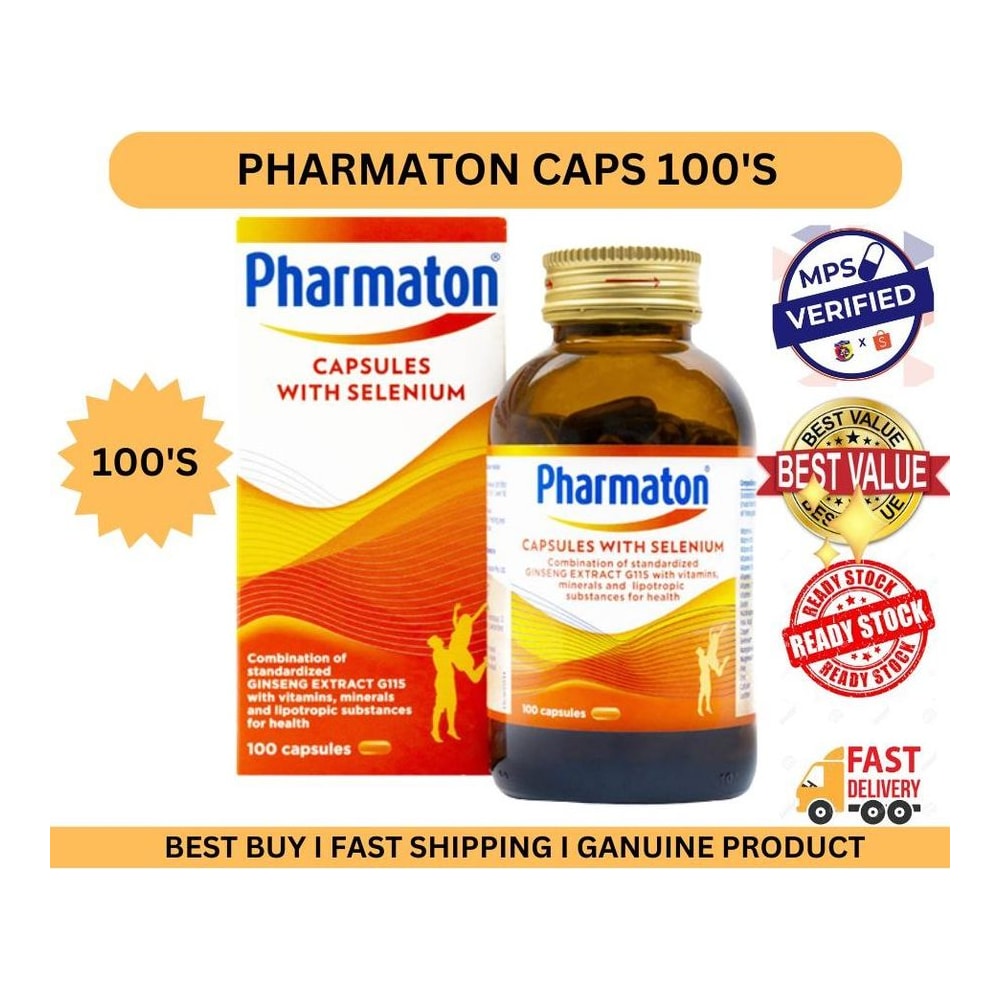 PHARMATON CAPS 100'S
Pharmaton®
CAPSULES
WITH SELENIUM
Combination of
standardized
GINSENG EXTRACT G115
with vitamins, minerals
and lipotropic substances
for health
100 capsules
100'S
Pharmaton®
CAPSULES WITH SELENIUM
Combination of standardized
GINSENG EXTRACT G115 with vitamins,
minerals and lipotropic
substances for health
100 capsules
MPS
VERIFIED
X
BEST VALUE
BEST VALUE
UE
READY STOCK
READY STOCK
READY STOCK
FAST
DELIVERY
BEST BUY I FAST SHIPPING I GANUINE PRODUCT